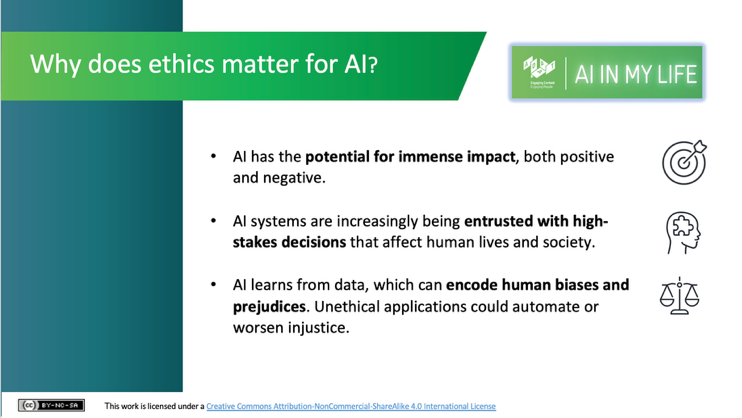 Why does ethics matter for AI?
AI IN MY LIFE
• AI has the potential for immense impact, both positive
and negative.
• AI systems are increasingly being entrusted with high-
stakes decisions that affect human lives and society.
• AI learns from data, which can encode human biases and
prejudices. Unethical applications could automate or
worsen injustice.
CC BY-NC-SA
This work is licensed under a Creative Commons Attribution-NonCommercial-ShareAlike 4.0 International License